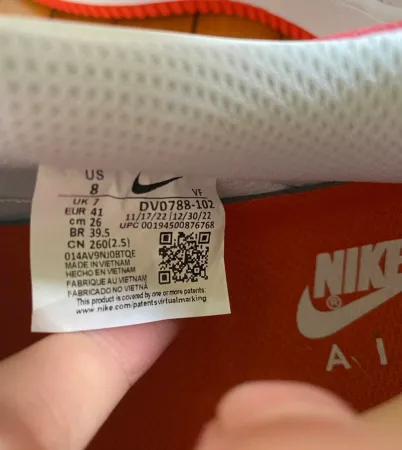 US
8
VF
UK 7
EUR 41
cm 26
BR 39.5
CN 260(2.5)
DV0788-102
11/17/22 | 12/30/22
UPC 00194500876768
014AV9NJ0BTQE
MADE IN VIETNAM
HECHO EN VIETNAM
FABRIQUE AU VIETNAM
FABRICADO NO VIETNÃ
This product is covered by one or more patents:
www.nike.com/patentsvirtualmarking
NIKE
®
AI